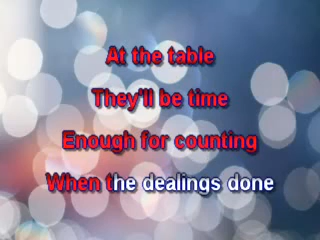 At the table
They'll be time
Enough for counting
When the dealings done